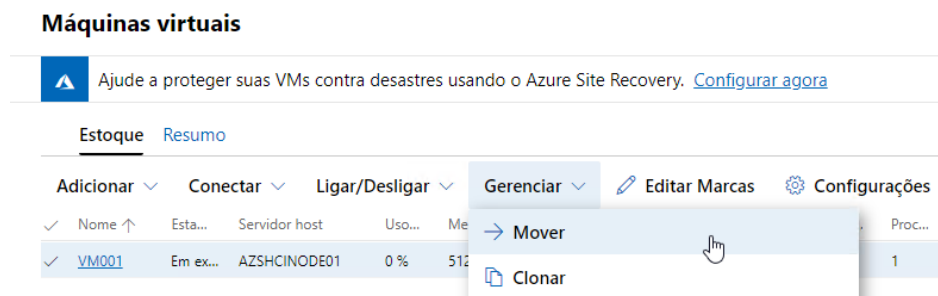 Máquinas virtuais
Ajude a proteger suas VMs contra desastres usando o Azure Site Recovery. Configurar agora
Estoque Resumo
Adicionar Conectar Ligar/Desligar Gerenciar Editar Marcas Configurações
Nome Esta... Servidor host Uso... Me Proc...
VM001 Em ex... AZSHCINODE01 0 % 512 1
Mover
Clonar